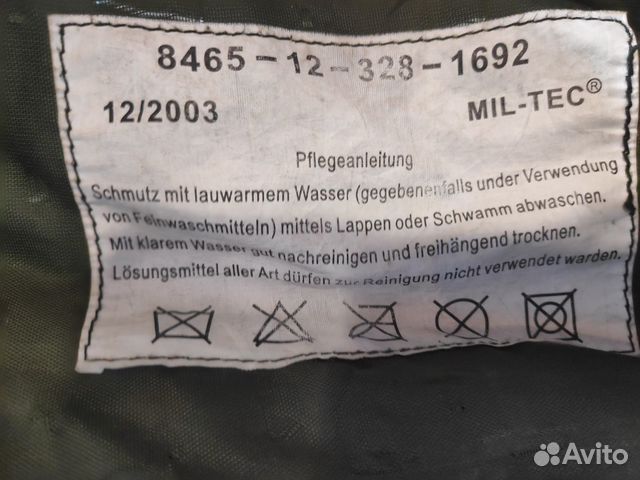 8465-12-328-1692
12/2003 MIL-TEC®
Pflegeanleitung
Schmutz mit lauwarmem Wasser (gegebenenfalls unter Verwendung
von Feinwaschmitteln) mittels Lappen oder Schwamm abwaschen.
Mit klarem Wasser gut nachreinigen und freihängend trocknen.
Lösungsmittel aller Art dürfen zur Reinigung nicht verwendet warden.
Avito